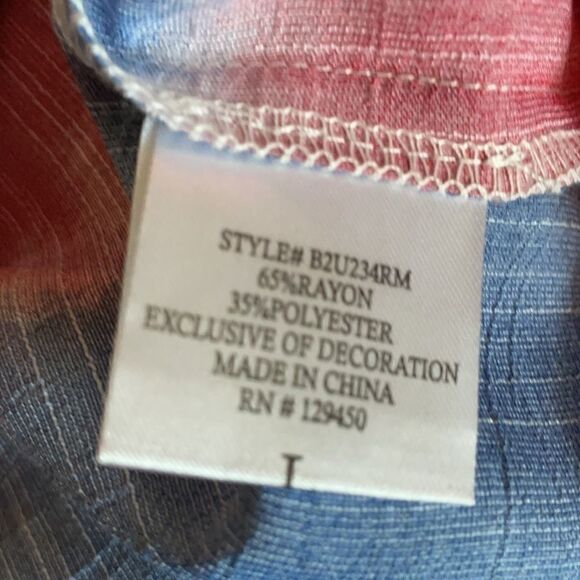 STYLE# B2U234RM
65%RAYON
35%POLYESTER
EXCLUSIVE OF DECORATION
MADE IN CHINA
RN # 129450